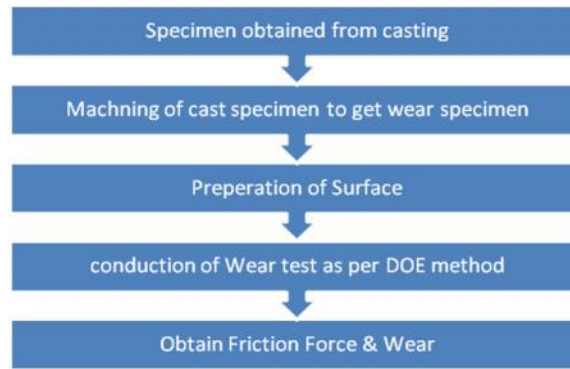 Specimen obtained from casting
Machning of cast specimen to get wear specimen
Preperation of Surface
conduction of Wear test as per DOE method
Obtain Friction Force & Wear